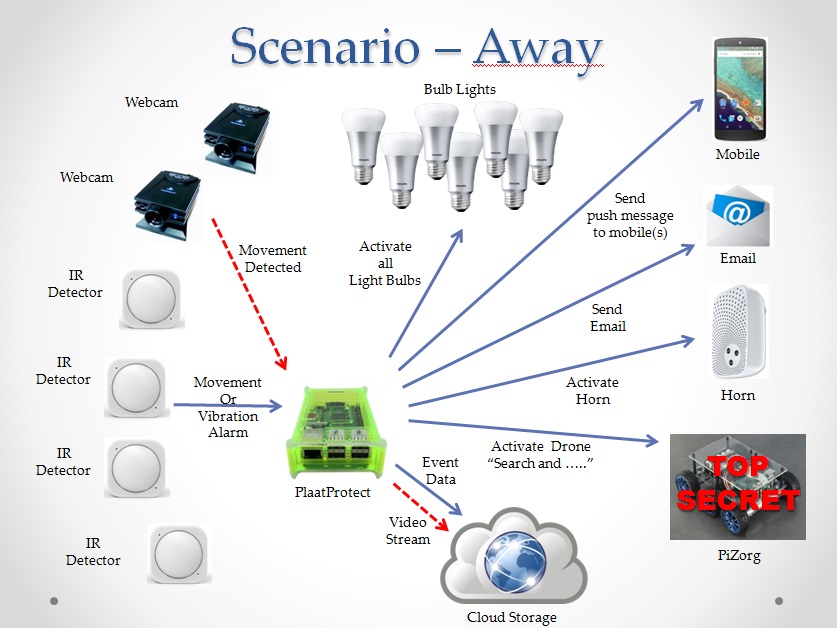 Scenario – Away
Webcam
Bulb Lights
Mobile
Webcam
Send
push message
to mobile(s)
Movement
Detected
Activate
all
Light Bulbs
Email
IR
Detector
Send
Email
IR
Detector
Movement
Or
Vibration
Alarm
Activate
Horn
Horn
IR
Detector
PlaatProtect
Event
Data
Activate Drone
“Search and …..”
TOP
SECRET
Video
Stream
IR
Detector
PiZorg
Cloud Storage